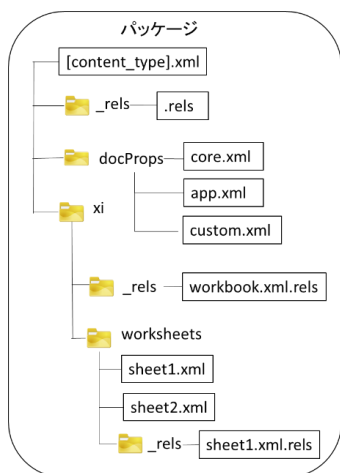 パッケージ
[content_type].xml
_rels
.rels
docProps
core.xml
app.xml
custom.xml
xi
_rels
workbook.xml.rels
worksheets
sheet1.xml
sheet2.xml
_rels
sheet1.xml.rels